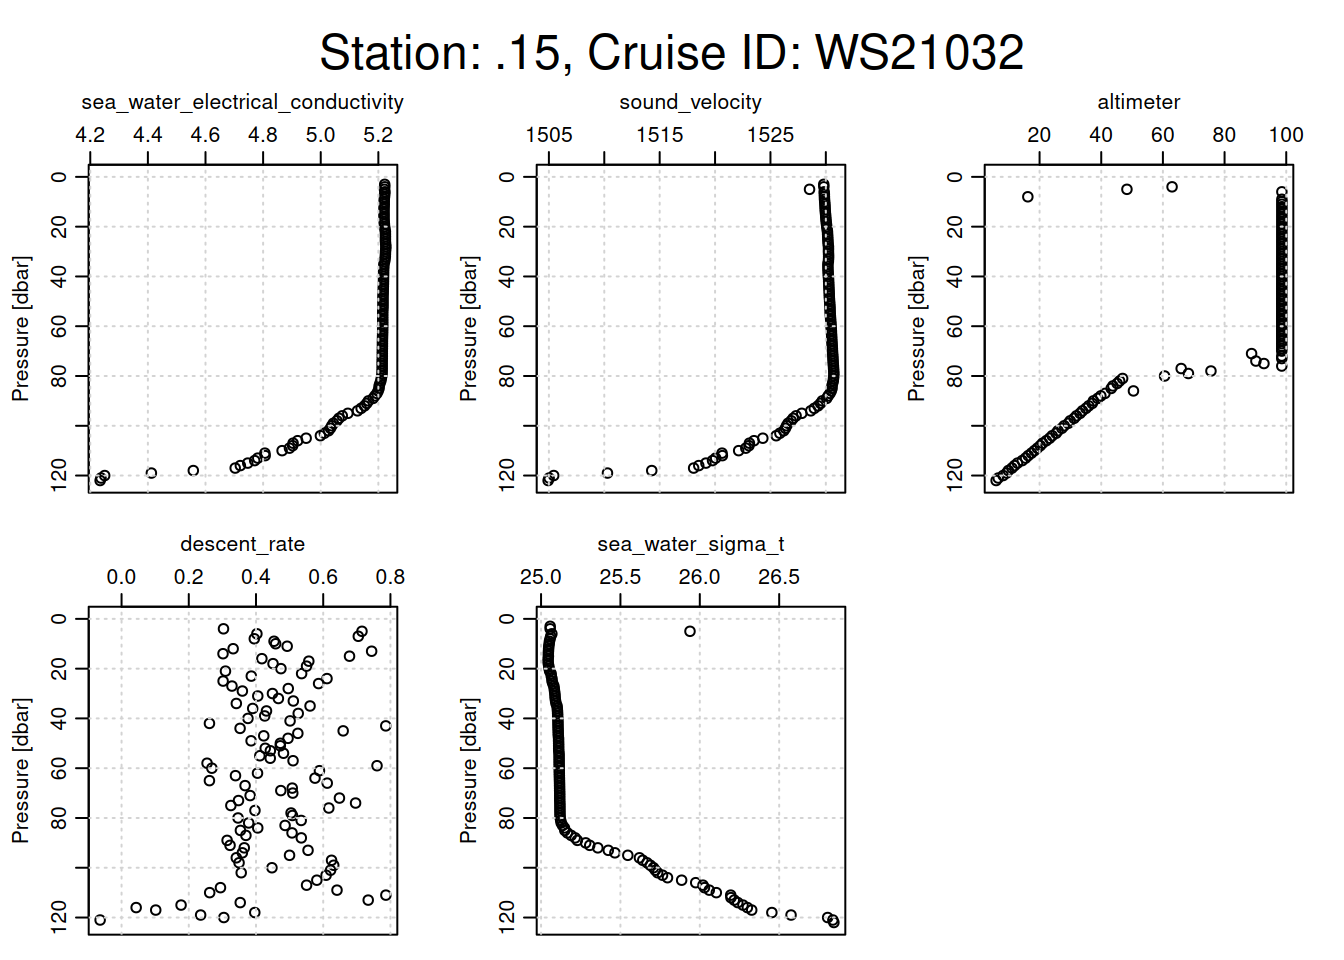 Station: .15, Cruise ID: WS21032
sea_water_electrical_conductivity
4.2 4.4 4.6 4.8 5.0 5.2
Pressure [dbar]
0 20 40 60 80 120
sound_velocity
1505 1515 1525
Pressure [dbar]
0 20 40 60 80 120
altimeter
20 40 60 80 100
Pressure [dbar]
0 20 40 60 80 120
descent_rate
0.0 0.2 0.4 0.6 0.8
Pressure [dbar]
0 20 40 60 80 120
sea_water_sigma_t
25.0 25.5 26.0 26.5
Pressure [dbar]
0 20 40 60 80 120